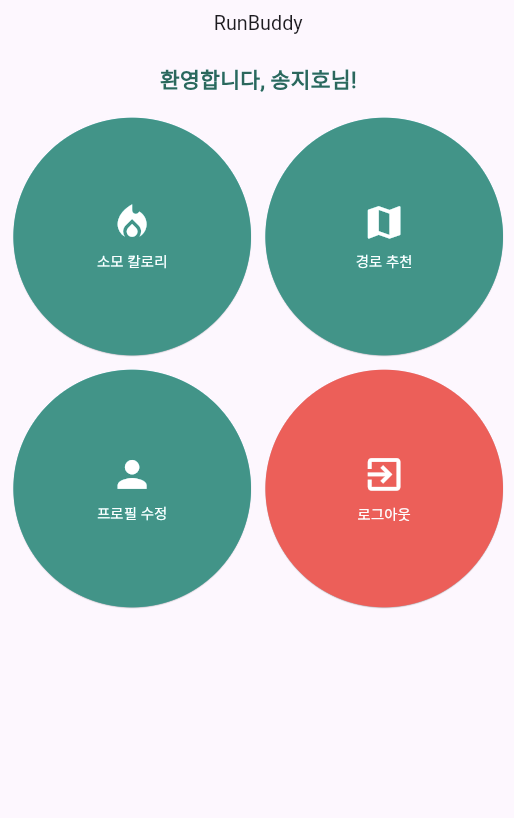 RunBuddy
환영합니다, 송지호님!
소모 칼로리
경로 추천
프로필 수정
로그아웃